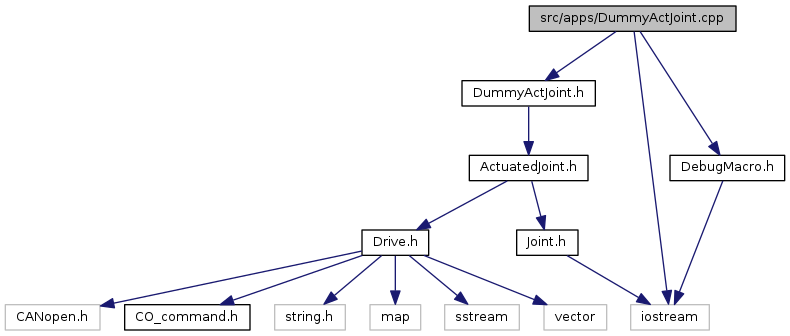 src/apps/DummyActJoint.cpp
DummyActJoint.h
ActuatedJoint.h
DebugMacro.h
Drive.h
Joint.h
CANopen.h
CO_command.h
string.h
map
sstream
vector
iostream